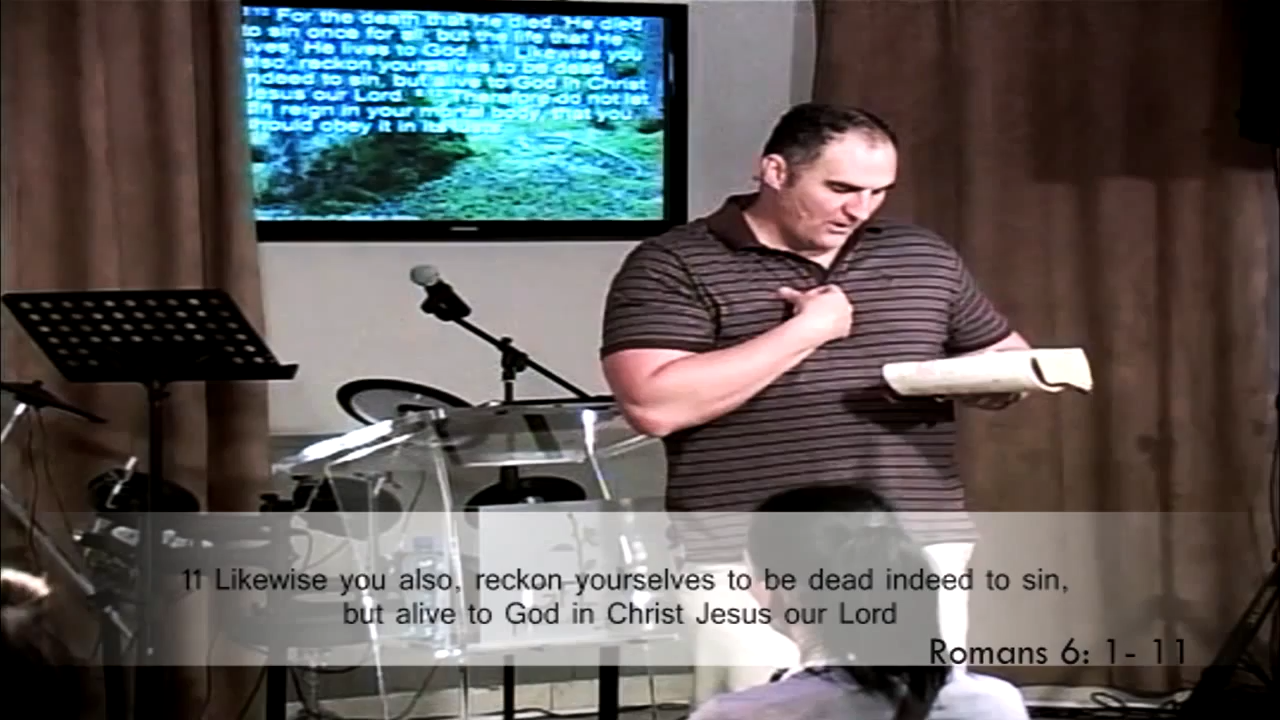 For the death that He died, He died
to sin once for all, but the life that He
lives, He lives to God. Likewise you
also, reckon yourselves to be dead
indeed to sin, but alive to God in Christ
Jesus our Lord. Therefore do not let
sin reign in your mortal body, that you
should obey it in its
11 Likewise you also, reckon yourselves to be dead indeed to sin,
but alive to God in Christ Jesus our Lord
Romans 6: 1- 11